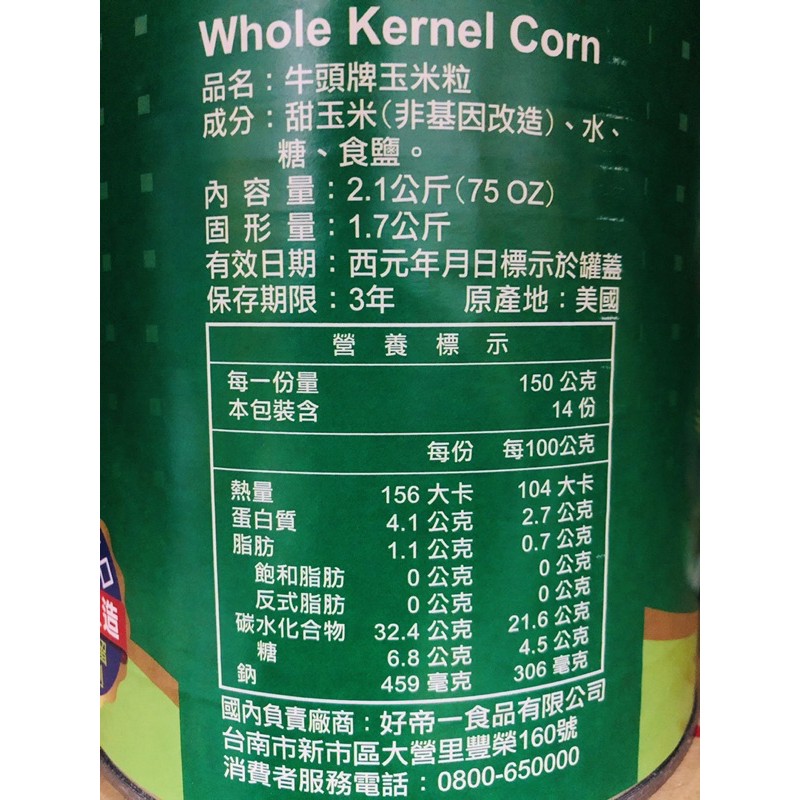 Whole Kernel Corn
品名：牛頭牌玉米粒
成分：甜玉米(非基因改造)、水、
糖、食鹽。
內容量：2.1公斤(75 OZ)
固形量：1.7公斤
有效日期：西元年月日標示於罐蓋
保存期限：3年 原產地：美國
營養標示
每一份量 150 公克
本包裝含 14 份
每份 每100公克
熱量 156 大卡 104 大卡
蛋白質 4.1 公克 2.7 公克
脂肪 1.1 公克 0.7 公克
飽和脂肪 0 公克 0 公克
反式脂肪 0 公克 0 公克
碳水化合物 32.4 公克 21.6 公克
糖 6.8 公克 4.5 公克
鈉 459 毫克 306 毫克
國內負責廠商：好帝一食品有限公司
台南市新市區大營里豐榮160號
消費者服務電話：0800-650000
造